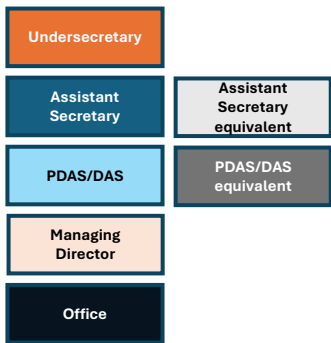 Undersecretary
Assistant
Secretary
Assistant
Secretary
equivalent
PDAS/DAS
PDAS/DAS
equivalent
Managing
Director
Office